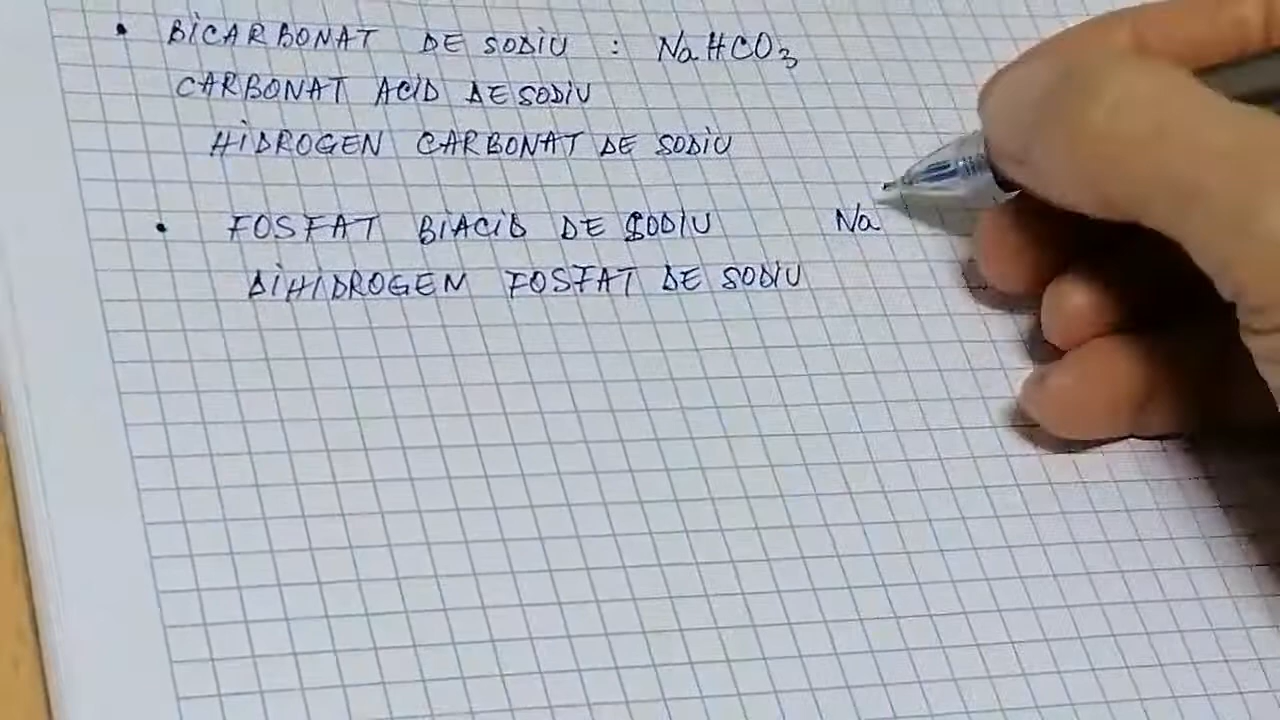 • BICARBONAT DE SODIU : NaHCO₃
CARBONAT ACID DE SODIU
HIDROGEN CARBONAT DE SODIU
• FOSFAT BIACID DE SODIU Na
DIHIDROGEN FOSFAT DE SODIU